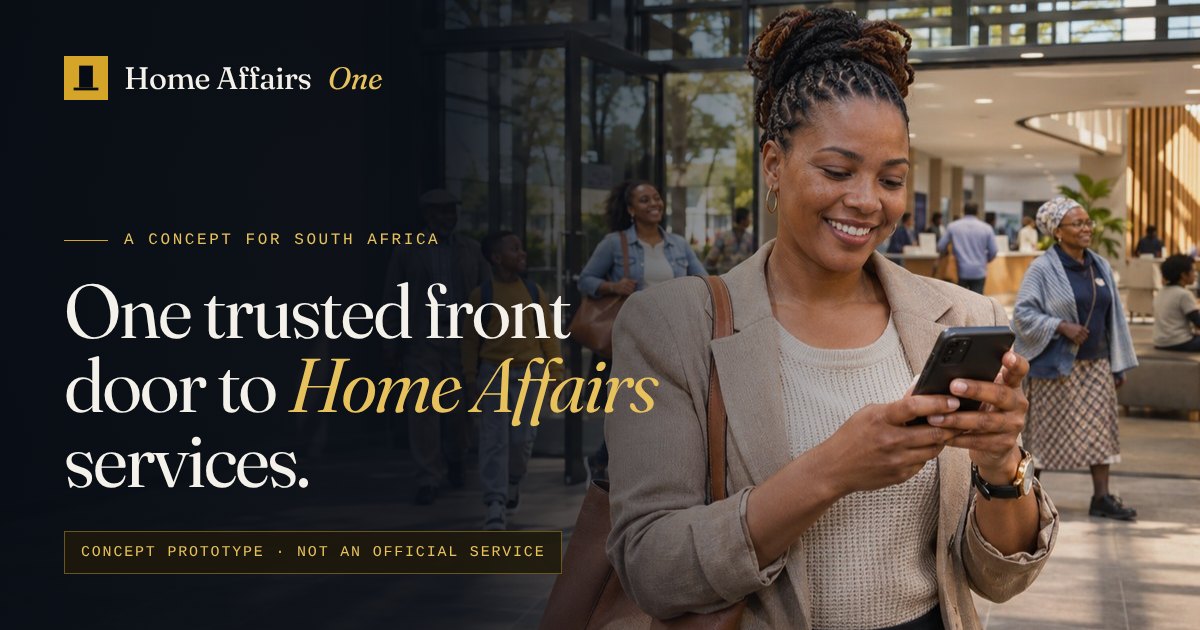 Home Affairs One
A CONCEPT FOR SOUTH AFRICA
One trusted front
door to Home Affairs
services.
CONCEPT PROTOTYPE · NOT AN OFFICIAL SERVICE